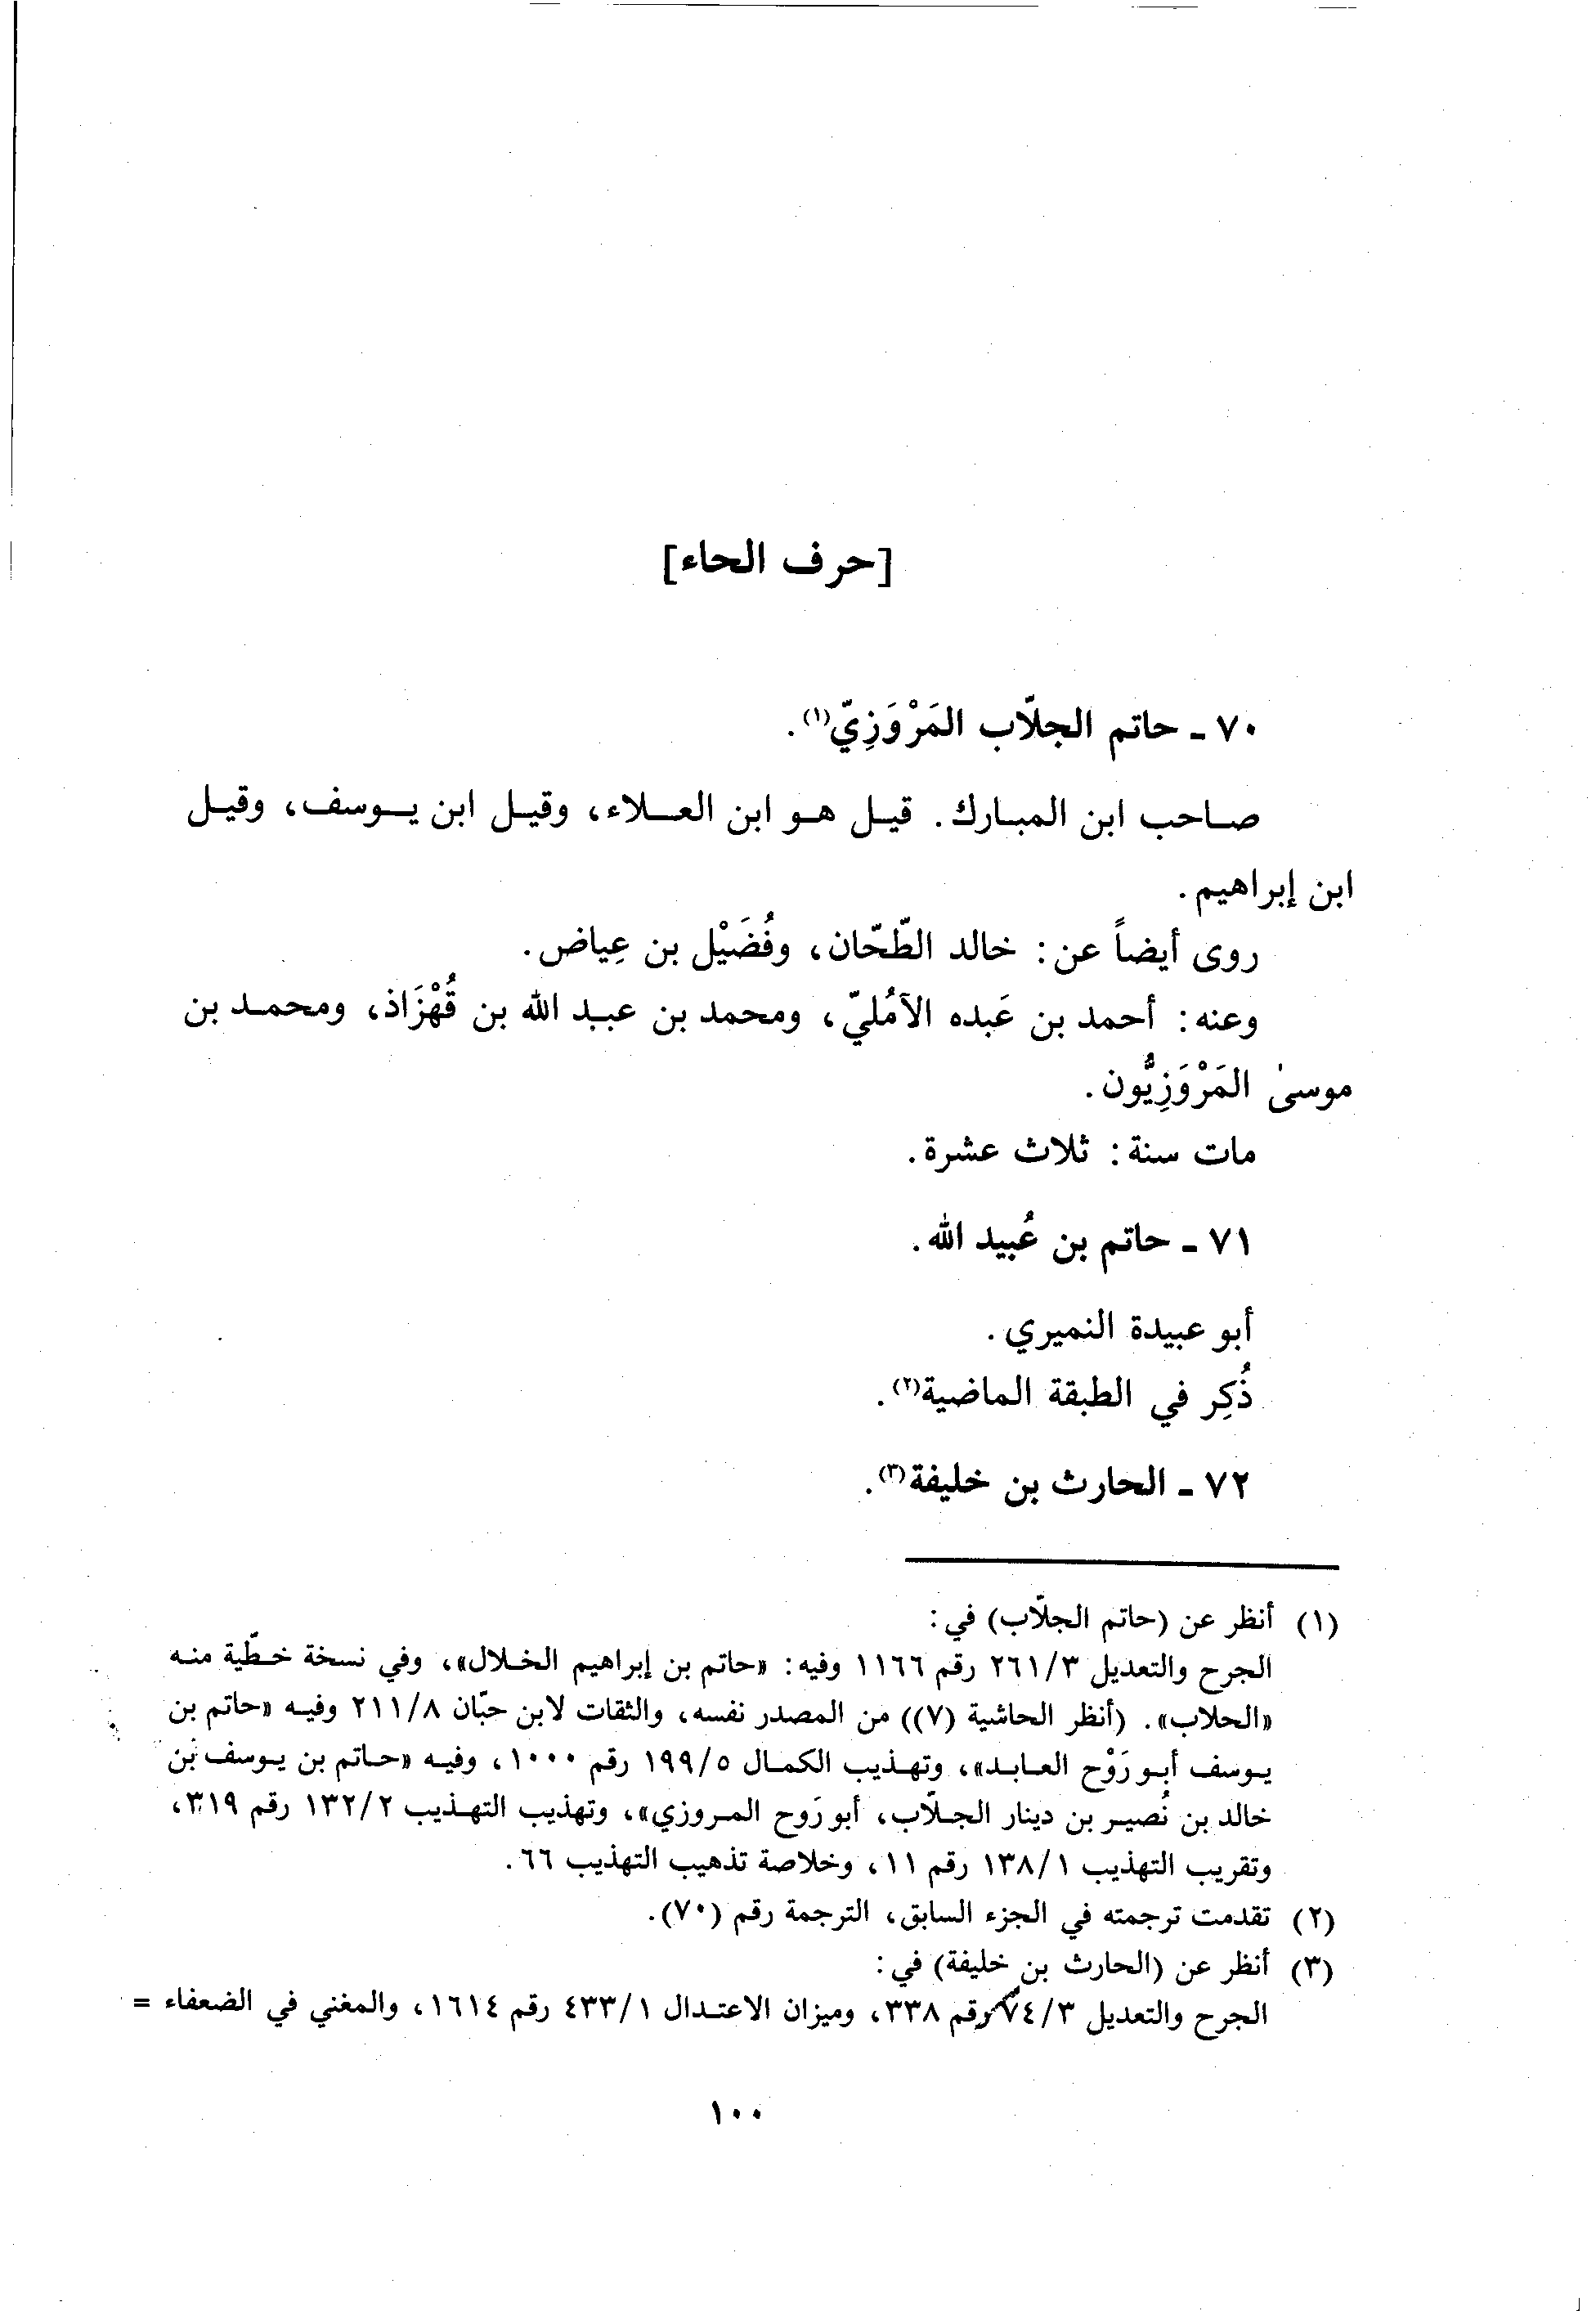 [حرف الحاء]
٧٠ ـ حاتم الجلّاب المَرْوَزِيّ(١).
صاحب ابن المبارك. قيل هو ابن العلاء، وقيل ابن يوسف، وقيل
ابن إبراهيم.
روى أيضاً عن: خالد الطّحّان، وفُضَيْل بن عِياض.
وعنه: أحمد بن عَبده الآمُليّ، ومحمد بن عبد الله بن قُهْزَاذ، ومحمد بن
موسىٰ المَرْوَزِيُّون.
مات سنة: ثلاث عشرة.
٧١ ـ حاتم بن عُبيد الله.
أبو عبيدة النميري.
ذُكِر في الطبقة الماضية(٢).
٧٢ ـ الحارث بن خليفة(٣).
(١) أنظر عن (حاتم الجلّاب) في:
الجرح والتعديل ٢٦١/٣ رقم ١١٦٦ وفيه: «حاتم بن إبراهيم الخلال»، وفي نسخة خطّية منه
«الحلاب». (أنظر الحاشية (٧)) من المصدر نفسه، والثقات لابن حبّان ٢١١/٨ وفيه «حاتم بن
يوسف أبو رَوْح العابد»، وتهذيب الكمال ١٩٩/٥ رقم ١٠٠٠، وفيه «حاتم بن يوسف بن
خالد بن نُصير بن دينار الجلّاب، أبو رَوح المروزي»، وتهذيب التهذيب ١٣٢/٢ رقم ٣١٩،
وتقريب التهذيب ١٣٨/١ رقم ١١، وخلاصة تذهيب التهذيب ٦٦.
(٢) تقدمت ترجمته في الجزء السابق، الترجمة رقم (٧٠).
(٣) أنظر عن (الحارث بن خليفة) في:
الجرح والتعديل ٧٤/٣ رقم ٣٣٨، وميزان الاعتدال ٤٣٣/١ رقم ١٦١٤، والمغني في الضعفاء =
١٠٠